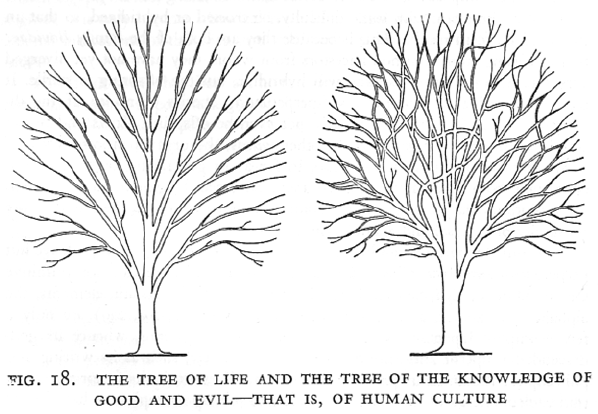 FIG. 18. THE TREE OF LIFE AND THE TREE OF THE KNOWLEDGE OF
GOOD AND EVIL—THAT IS, OF HUMAN CULTURE